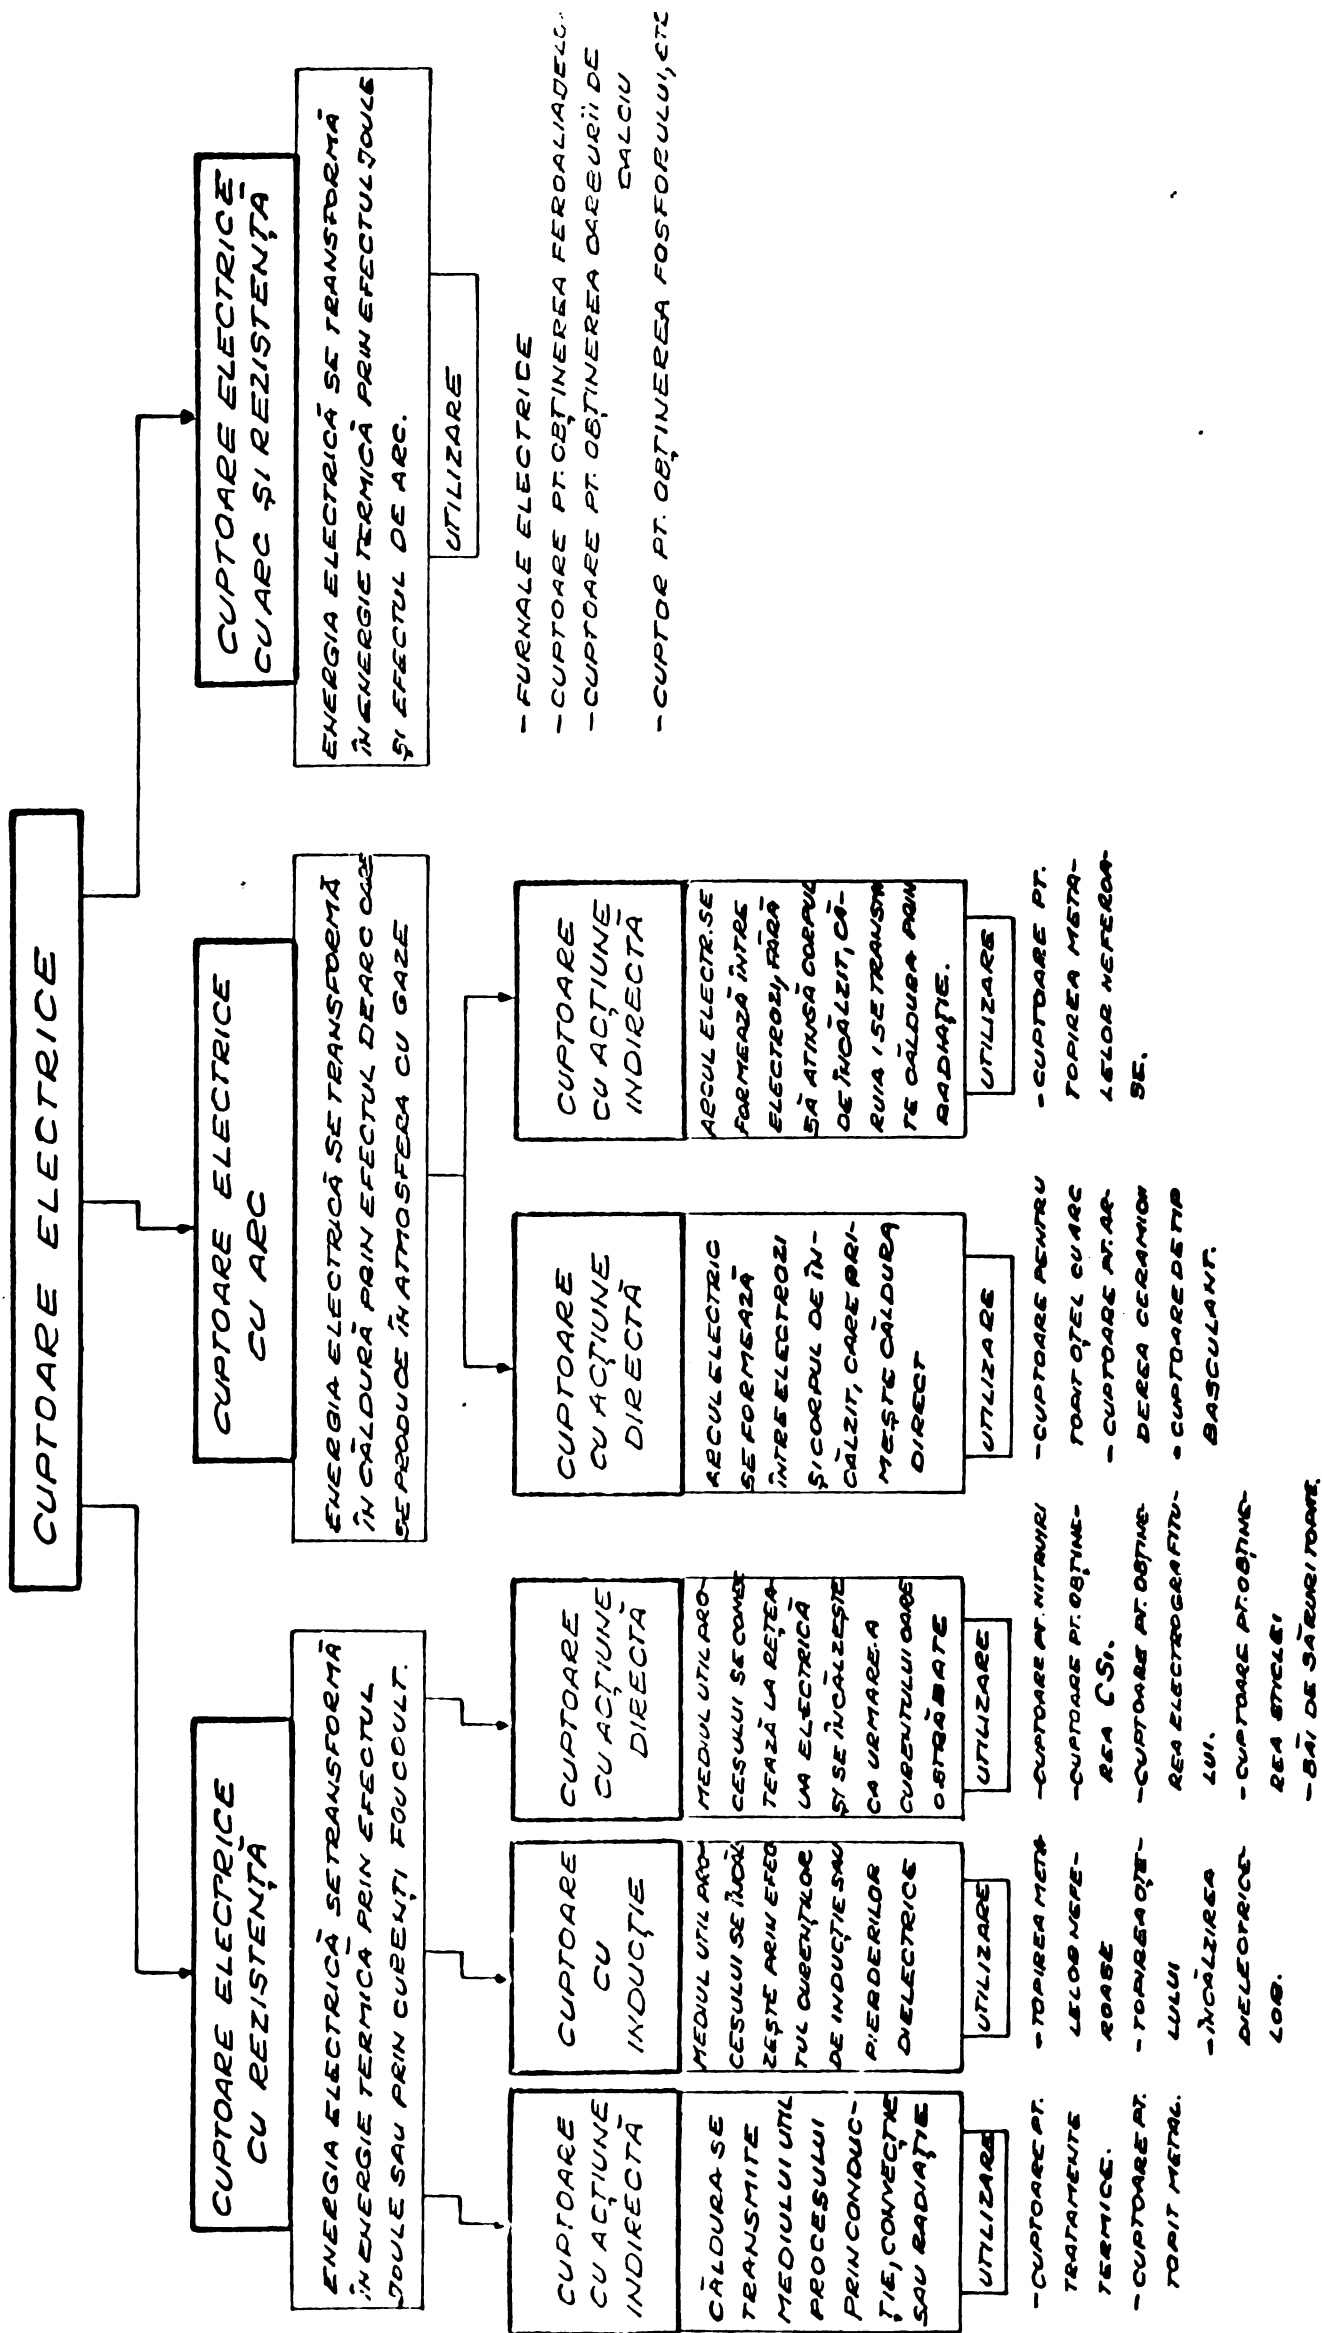 CUPTOARE ELECTRICE
CUPTOARE ELECTRICE
CU REZISTENȚĂ
ENERGIA ELECTRICĂ SE TRANSFORMĂ
ÎN ENERGIE TERMICĂ PRIN EFECTUL
JOULE SAU PRIN CURENȚI FOUCOULT.
CUPTOARE
CU ACȚIUNE
INDIRECTĂ
CĂLDURA SE
TRANSMITE
MEDIULUI UTIL
PROCESULUI
PRIN CONDUC-
ȚIE, CONVECȚIE
SAU RADIAȚIE
UTILIZARE
-CUPTOARE PT.
TRATAMENTE
TERMICE.
-CUPTOARE PT.
TOPIT METAL.
CUPTOARE
CU
INDUCȚIE
MEDIUL UTIL PRO-
CESULUI SE ÎNCĂL
ZEȘTE PRIN EFEC
TUL CURENȚILOR
DE INDUCȚIE SAU
PIERDERILOR
DIELECTRICE
UTILIZARE
-TOPIREA META
LELOR NEFE-
ROASE
-TOPIREA OȚE-
LULUI
-ÎNCĂLZIREA
DIELECTRICE-
LOR.
CUPTOARE
CU ACȚIUNE
DIRECTĂ
MEDIUL UTIL PRO-
CESULUI SE CONEC
TEAZĂ LA REȚEA
UA ELECTRICĂ
ȘI SE ÎNCĂLZEȘTE
CA URMARE A
CURENTULUI CARE
OSTRĂBATE
UTILIZARE
-CUPTOARE PT. NITRURI
-CUPTOARE PT. OBȚINE-
REA CSi.
-CUPTOARE PT. OBȚINE-
REA ELECTROGRAFITU-
LUI.
-CUPTOARE PT. OBȚINE-
REA STICLEI
-BĂI DE SĂRURI TOPITE.
CUPTOARE ELECTRICE
CU ARC
ENERGIA ELECTRICĂ SE TRANSFORMĂ
ÎN CĂLDURĂ PRIN EFECTUL DE ARC CARE
SE PRODUCE ÎN ATMOSFERA CU GAZE
CUPTOARE
CU ACȚIUNE
DIRECTĂ
ARCUL ELECTRIC
SE FORMEAZĂ
ÎNTRE ELECTROZI
ȘI CORPUL DE ÎN-
CĂLZIT, CARE PRI-
MEȘTE CĂLDURA
DIRECT
UTILIZARE
-CUPTOARE PENTRU
TOPIT OȚEL CU ARC
-CUPTOARE PT. AR-
DEREA CERAMICII
-CUPTOARE DE TIP
BASCULANT.
CUPTOARE
CU ACȚIUNE
INDIRECTĂ
ARCUL ELECTR. SE
FORMEAZĂ ÎNTRE
ELECTROZI, FĂRĂ
SĂ ATINGĂ CORPUL
DE ÎNCĂLZIT, CĂ-
RUIA I SE TRANSMI
TE CĂLDURA PRIN
RADIAȚIE.
UTILIZARE
-CUPTOARE PT.
TOPIREA META-
LELOR NEFEROA-
SE.
CUPTOARE ELECTRICE
CU ARC ȘI REZISTENȚĂ
ENERGIA ELECTRICĂ SE TRANSFORMĂ
ÎN ENERGIE TERMICĂ PRIN EFECTUL JOULE
ȘI EFECTUL DE ARC.
UTILIZARE
-FURNALE ELECTRICE
-CUPTOARE PT. OBȚINEREA FEROALIAJELO.
-CUPTOARE PT. OBȚINEREA CARBURII DE
CALCIU
-CUPTOR PT. OBȚINEREA FOSFORULUI, ETC